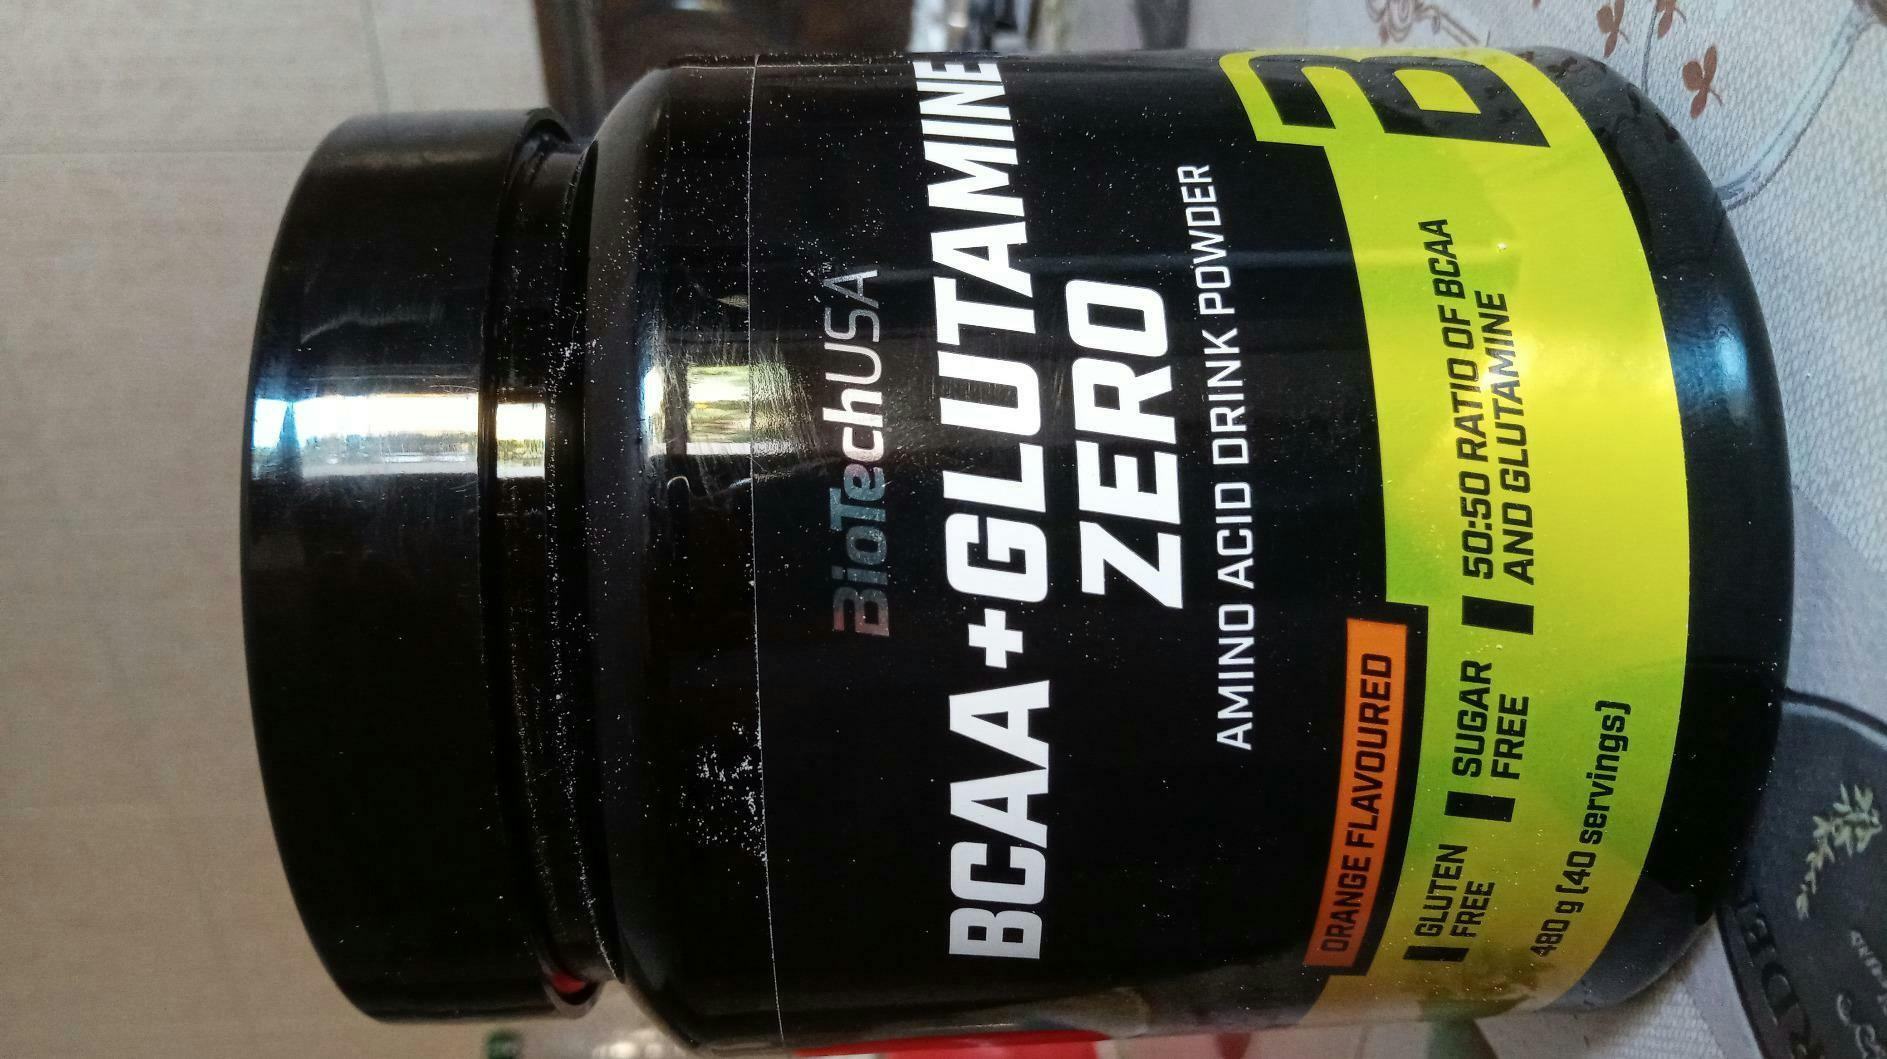 BioTechUSA™
BCAA+GLUTAMINE
ZERO
AMINO ACID DRINK POWDER
ORANGE FLAVOURED
GLUTEN
FREE
SUGAR
FREE
50:50 RATIO OF BCAA
AND GLUTAMINE
480 g (40 servings)
B